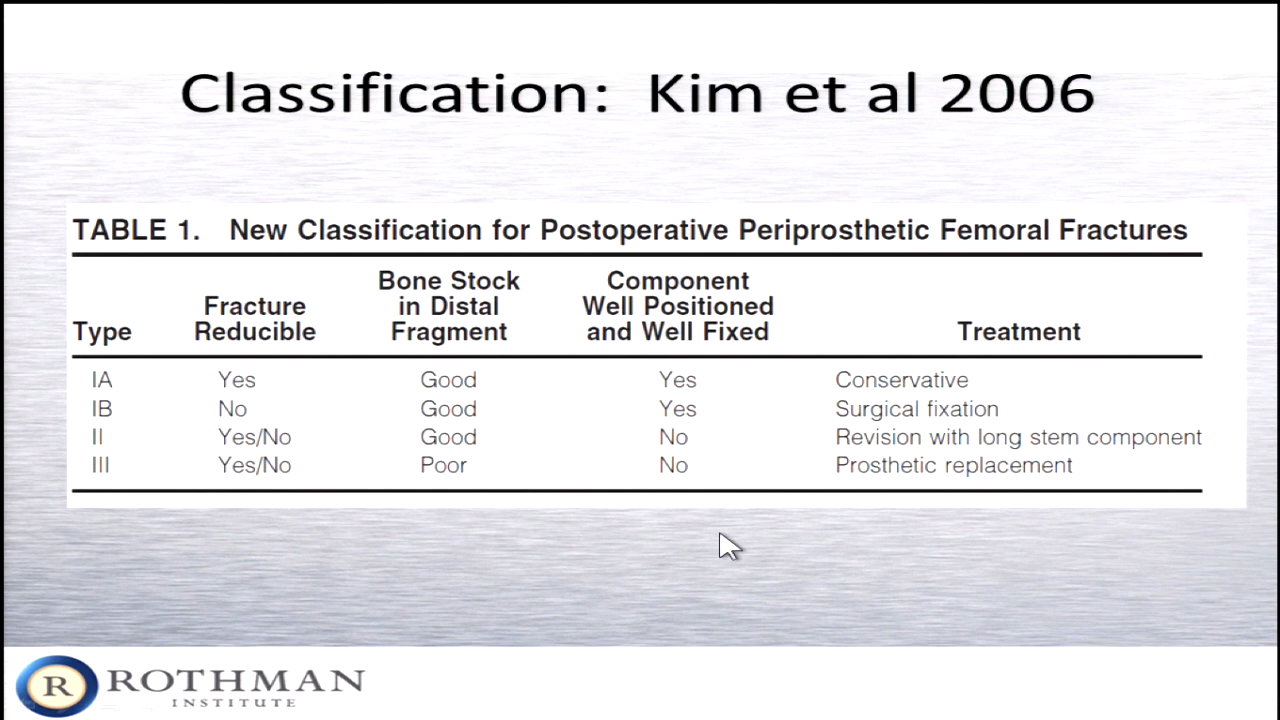 Classification: Kim et al 2006
TABLE 1. New Classification for Postoperative Periprosthetic Femoral Fractures
Type
Fracture
Reducible
Bone Stock
in Distal
Fragment
Component
Well Positioned
and Well Fixed
Treatment
IA Yes Good Yes Conservative
IB No Good Yes Surgical fixation
II Yes/No Good No Revision with long stem component
III Yes/No Poor No Prosthetic replacement
R ROTHMAN
INSTITUTE